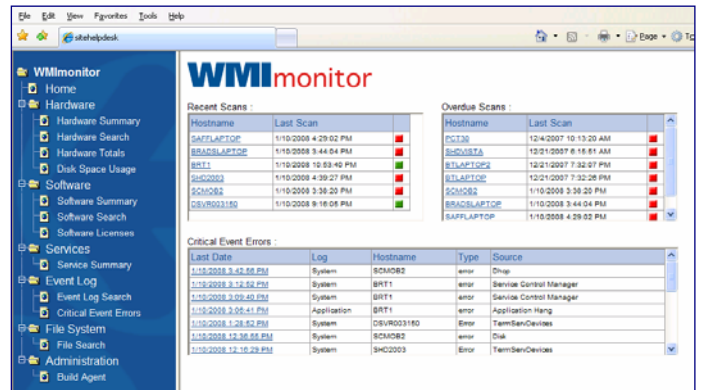 File Edit View Favorites Tools Help
sitehelpdesk
Page
WMImonitor
Home
Hardware
Hardware Summary
Hardware Search
Hardware Totals
Disk Space Usage
Software
Software Summary
Software Search
Software Licenses
Services
Service Summary
Event Log
Event Log Search
Critical Event Errors
File System
File Search
Administration
Build Agent
WMImonitor
Recent Scans :
Hostname Last Scan
SAFFLAPTOP 1/10/2008 4:29:02 PM
BRADSLAPTOP 1/10/2008 3:44:04 PM
BRT1 1/10/2008 10:53:40 PM
SHD2003 1/10/2008 4:39:27 PM
SCMOB2 1/10/2008 3:38:20 PM
DSVR003150 1/10/2008 9:16:05 PM
Overdue Scans :
Hostname Last Scan
PCT30 12/4/2007 10:13:20 AM
SHDVISTA 12/21/2007 6:15:51 AM
BTLAPTOP2 12/21/2007 7:32:07 PM
BTLAPTOP 12/21/2007 7:32:26 PM
SCMOB2 1/10/2008 3:38:20 PM
BRADSLAPTOP 1/10/2008 3:44:04 PM
SAFFLAPTOP 1/10/2008 4:29:02 PM
Critical Event Errors :
Last Date Log Hostname Type Source
1/10/2008 3:42:56 PM System SCMOB2 error Dhcp
1/10/2008 3:12:52 PM System BRT1 error Service Control Manager
1/10/2008 3:09:40 PM System BRT1 error Service Control Manager
1/10/2008 3:06:41 PM Application BRT1 error Application Hang
1/10/2008 1:28:52 PM System DSVR003150 Error TermServDevices
1/10/2008 12:36:55 PM System SCMOB2 error Disk
1/10/2008 12:16:29 PM System SHD2003 Error TermServDevices